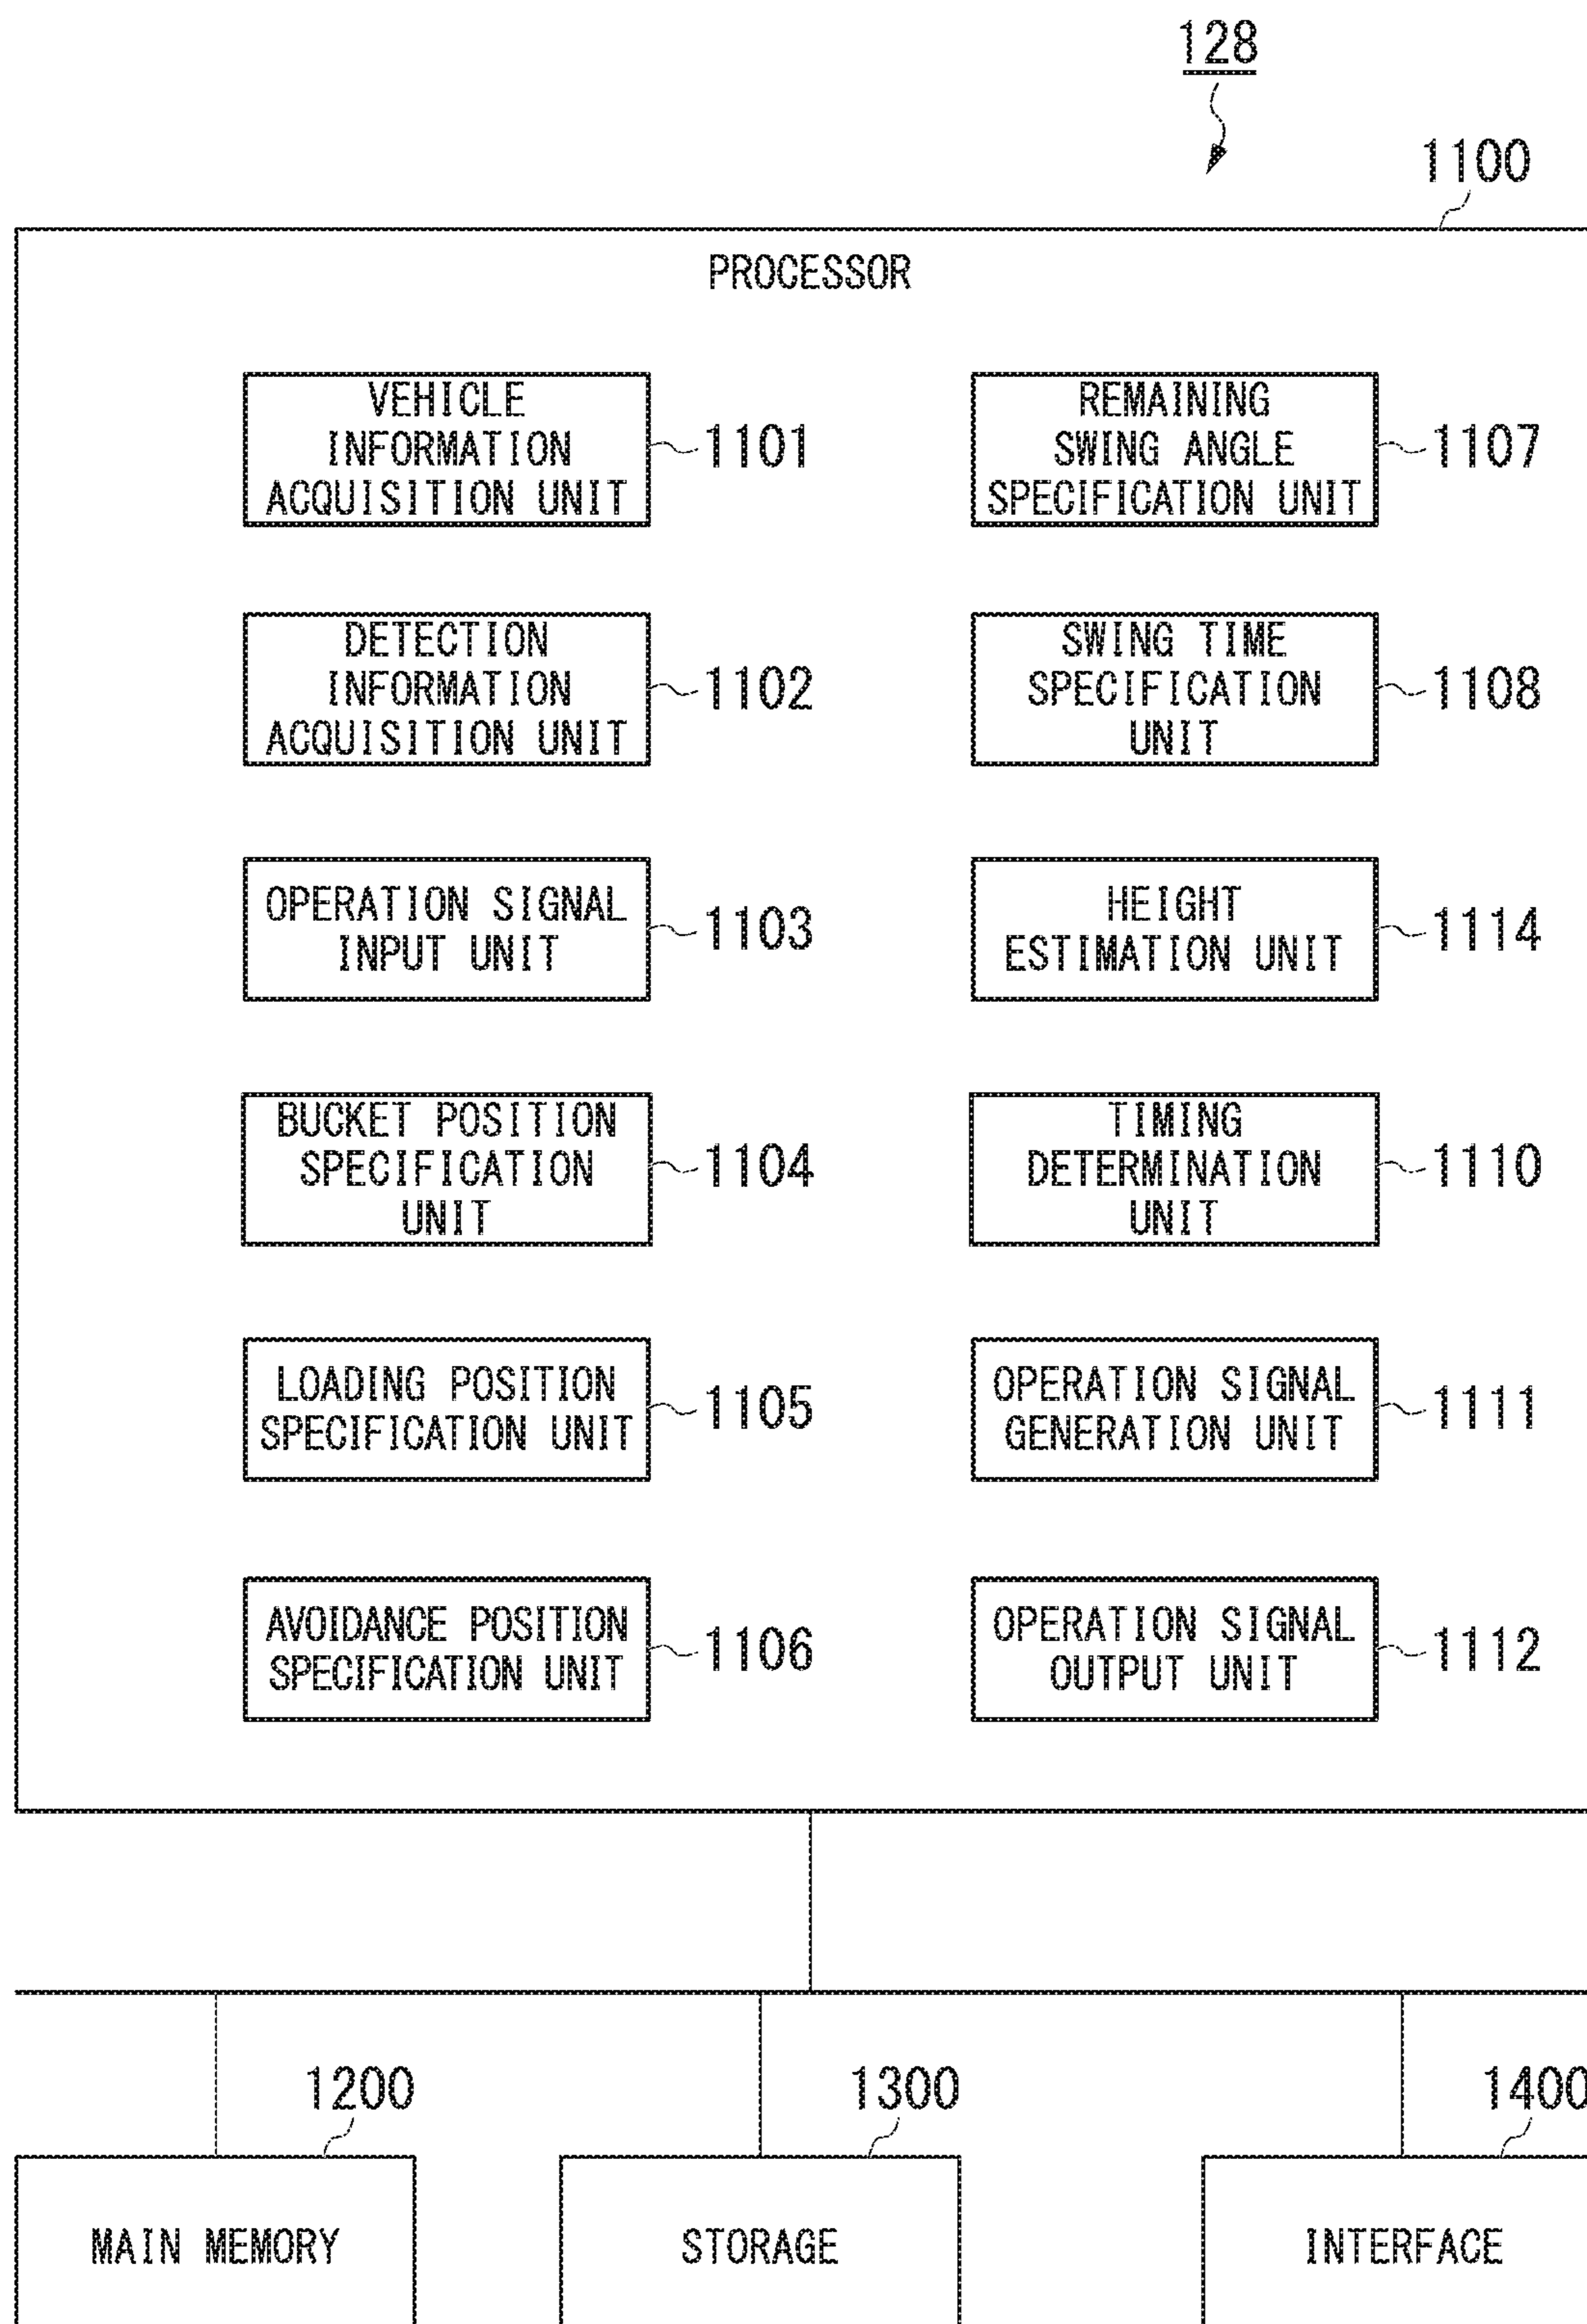 128
1100
PROCESSOR
VEHICLE
INFORMATION
ACQUISITION UNIT
1101
REMAINING
SWING ANGLE
SPECIFICATION UNIT
1107
DETECTION
INFORMATION
ACQUISITION UNIT
1102
SWING TIME
SPECIFICATION
UNIT
1108
OPERATION SIGNAL
INPUT UNIT
1103
HEIGHT
ESTIMATION UNIT
1114
BUCKET POSITION
SPECIFICATION
UNIT
1104
TIMING
DETERMINATION
UNIT
1110
LOADING POSITION
SPECIFICATION UNIT
1105
OPERATION SIGNAL
GENERATION UNIT
1111
AVOIDANCE POSITION
SPECIFICATION UNIT
1106
OPERATION SIGNAL
OUTPUT UNIT
1112
1200
1300
1400
MAIN MEMORY
STORAGE
INTERFACE